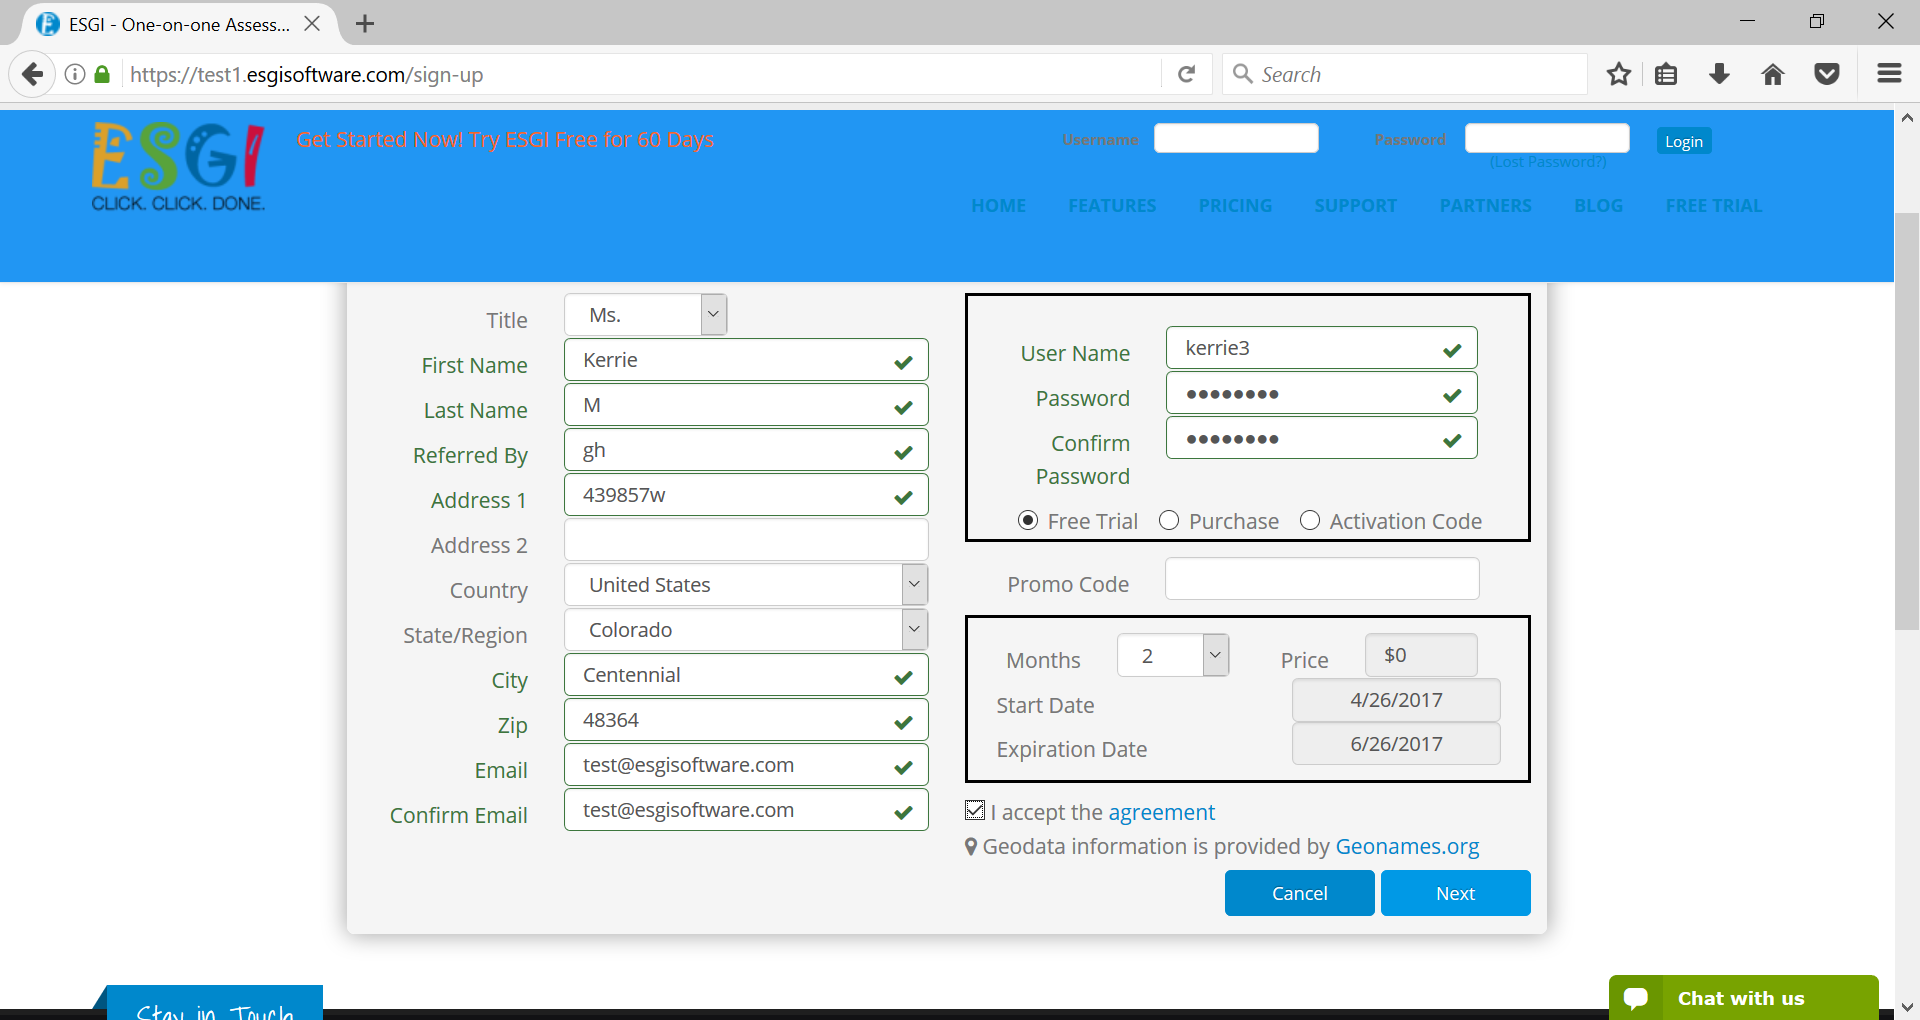 ESGI - One-on-one Assess...
https://test1.esgisoftware.com/sign-up
Search
ESGI
CLICK. CLICK. DONE.
Get Started Now! Try ESGI Free for 60 Days
Username
Password
Login
(Lost Password?)
HOME FEATURES PRICING SUPPORT PARTNERS BLOG FREE TRIAL
Title Ms.
First Name Kerrie
Last Name M
Referred By gh
Address 1 439857w
Address 2
Country United States
State/Region Colorado
City Centennial
Zip 48364
Email test@esgisoftware.com
Confirm Email test@esgisoftware.com
User Name kerrie3
Password ●●●●●●●●
Confirm ●●●●●●●●
Password
Free Trial Purchase Activation Code
Promo Code
Months 2 Price $0
Start Date 4/26/2017
Expiration Date 6/26/2017
I accept the agreement
Geodata information is provided by Geonames.org
Cancel Next
Stay in Touch
Chat with us